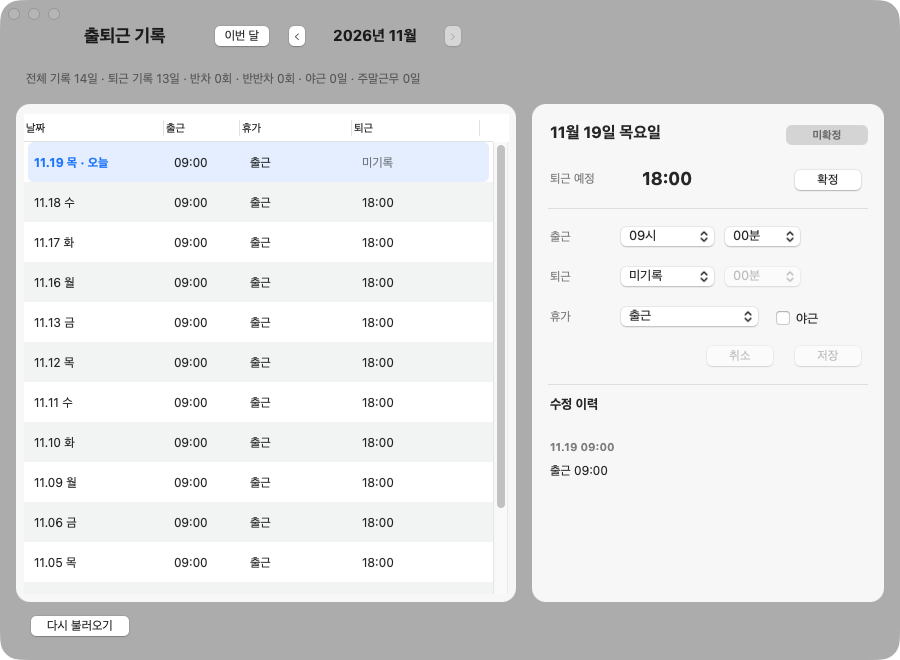 출퇴근 기록 이번 달 < 2026년 11월 >
전체 기록 14일 · 퇴근 기록 13일 · 반차 0회 · 반반차 0회 · 야근 0일 · 주말근무 0일
날짜 출근 휴가 퇴근
11.19 목 · 오늘 09:00 출근 미기록
11.18 수 09:00 출근 18:00
11.17 화 09:00 출근 18:00
11.16 월 09:00 출근 18:00
11.13 금 09:00 출근 18:00
11.12 목 09:00 출근 18:00
11.11 수 09:00 출근 18:00
11.10 화 09:00 출근 18:00
11.09 월 09:00 출근 18:00
11.06 금 09:00 출근 18:00
11.05 목 09:00 출근 18:00
11월 19일 목요일 미확정
퇴근 예정 18:00 확정
출근 09시 00분
퇴근 미기록 00분
휴가 출근 야근
취소 저장
수정 이력
11.19 09:00
출근 09:00
다시 불러오기